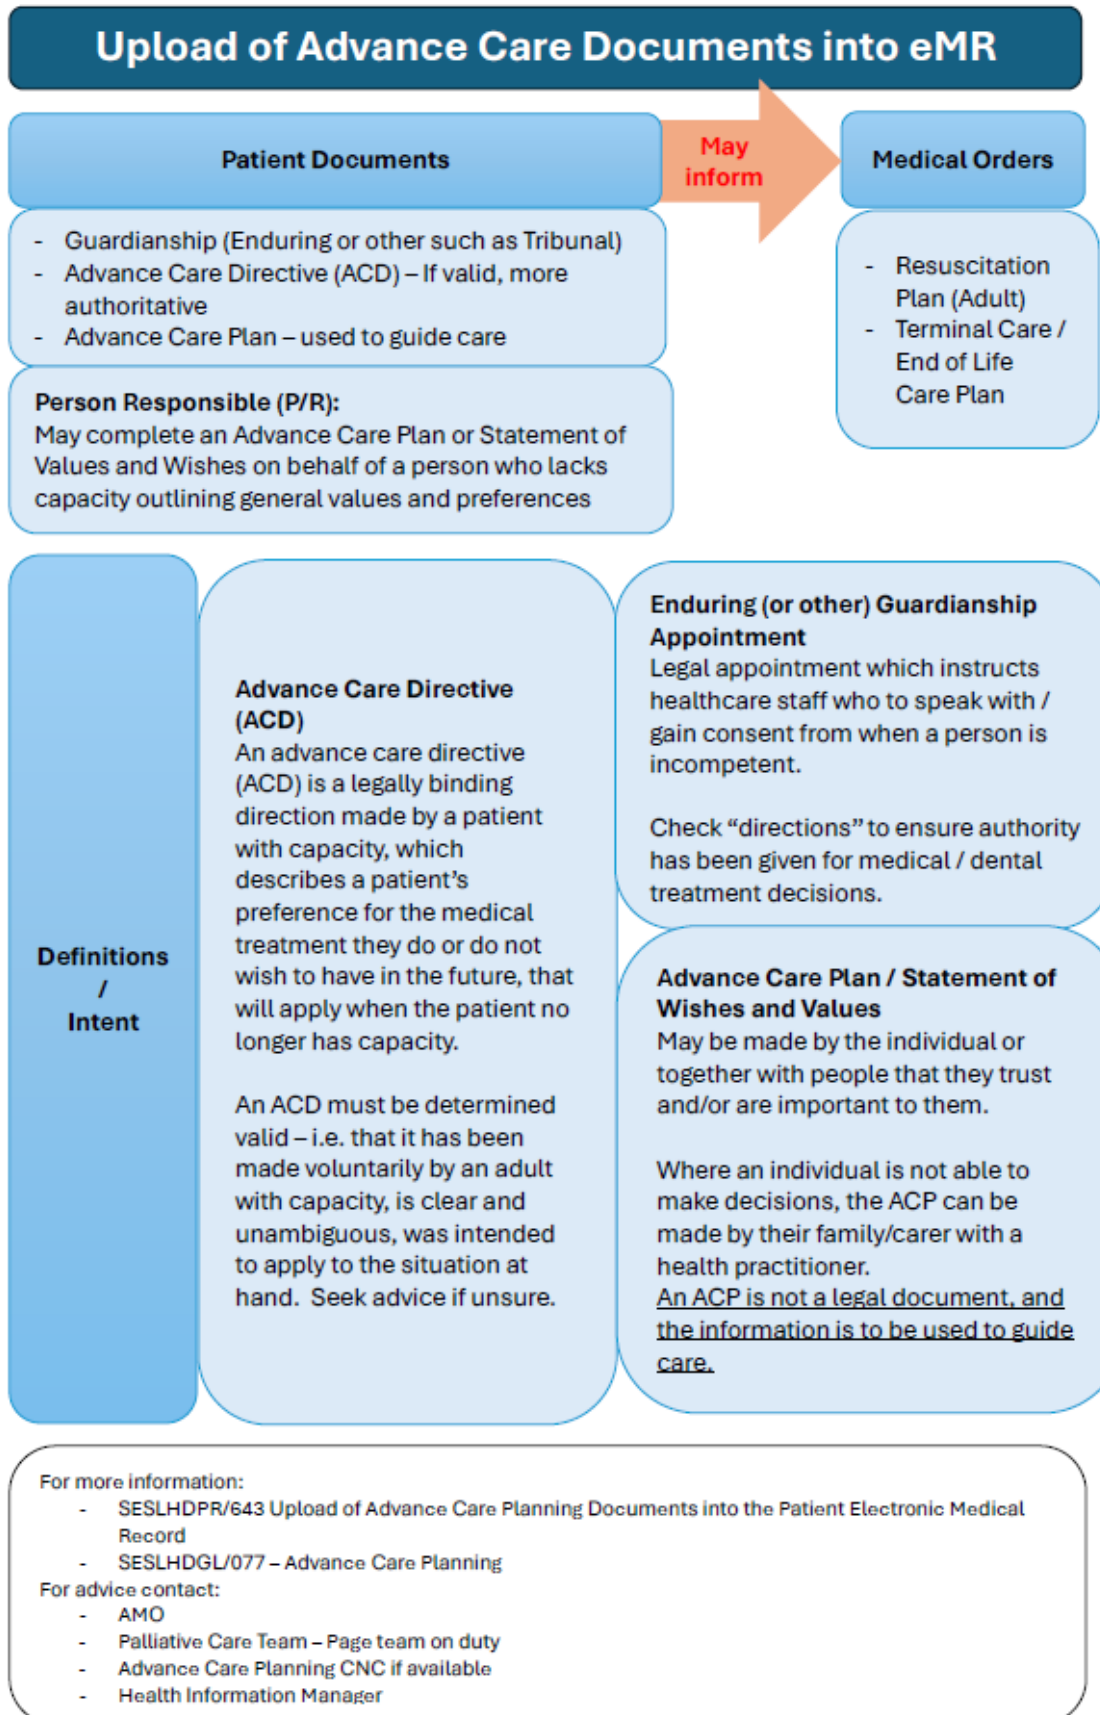 Upload of Advance Care Documents into eMR
Patient Documents
May
inform
Medical Orders
- Guardianship (Enduring or other such as Tribunal)
- Advance Care Directive (ACD) – If valid, more
authoritative
- Advance Care Plan – used to guide care
- Resuscitation
Plan (Adult)
- Terminal Care /
End of Life
Care Plan
Person Responsible (P/R):
May complete an Advance Care Plan or Statement of
Values and Wishes on behalf of a person who lacks
capacity outlining general values and preferences
Definitions
/
Intent
Advance Care Directive
(ACD)
An advance care directive
(ACD) is a legally binding
direction made by a patient
with capacity, which
describes a patient’s
preference for the medical
treatment they do or do not
wish to have in the future, that
will apply when the patient no
longer has capacity.
An ACD must be determined
valid – i.e. that it has been
made voluntarily by an adult
with capacity, is clear and
unambiguous, was intended
to apply to the situation at
hand.  Seek advice if unsure.
Enduring (or other) Guardianship
Appointment
Legal appointment which instructs
healthcare staff who to speak with /
gain consent from when a person is
incompetent.
Check “directions” to ensure authority
has been given for medical / dental
treatment decisions.
Advance Care Plan / Statement of
Wishes and Values
May be made by the individual or
together with people that they trust
and/or are important to them.
Where an individual is not able to
make decisions, the ACP can be
made by their family/carer with a
health practitioner.
An ACP is not a legal document, and
the information is to be used to guide
care.
For more information:
- SESLHDPR/643 Upload of Advance Care Planning Documents into the Patient Electronic Medical
Record
- SESLHDGL/077 – Advance Care Planning
For advice contact:
- AMO
- Palliative Care Team – Page team on duty
- Advance Care Planning CNC if available
- Health Information Manager